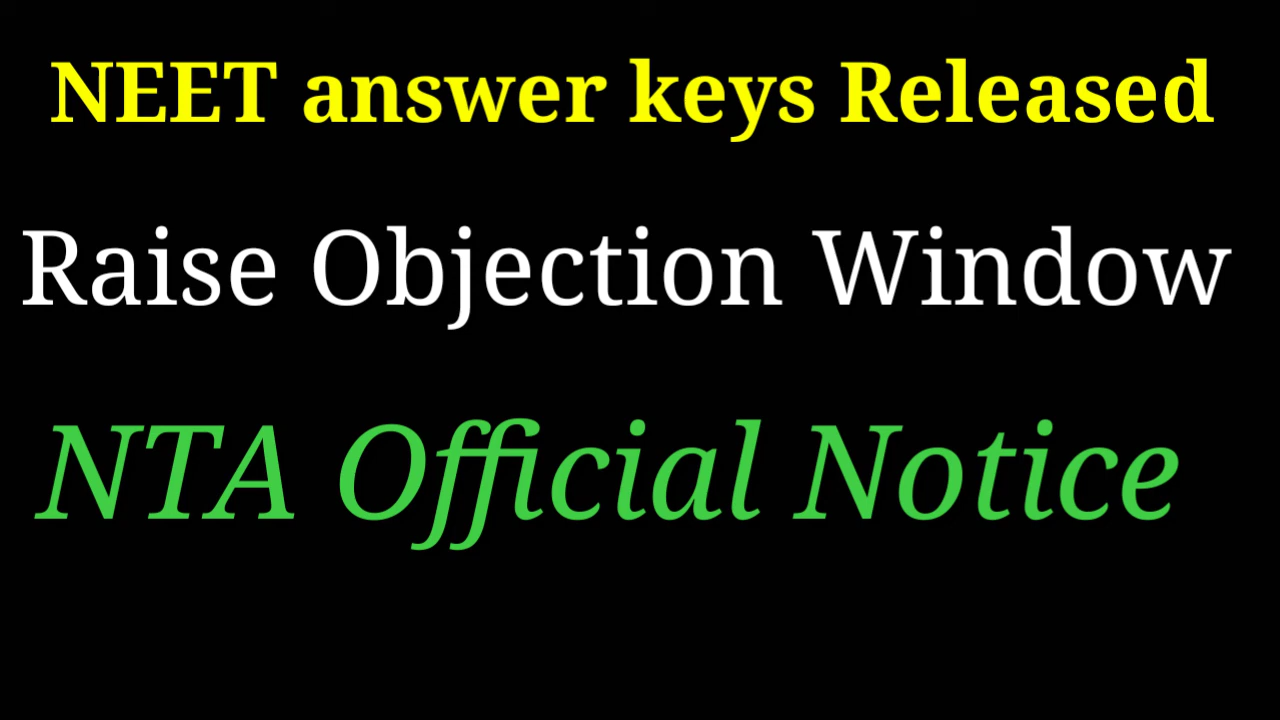 NEET answer keys Released
Raise Objection Window
NTA Official Notice